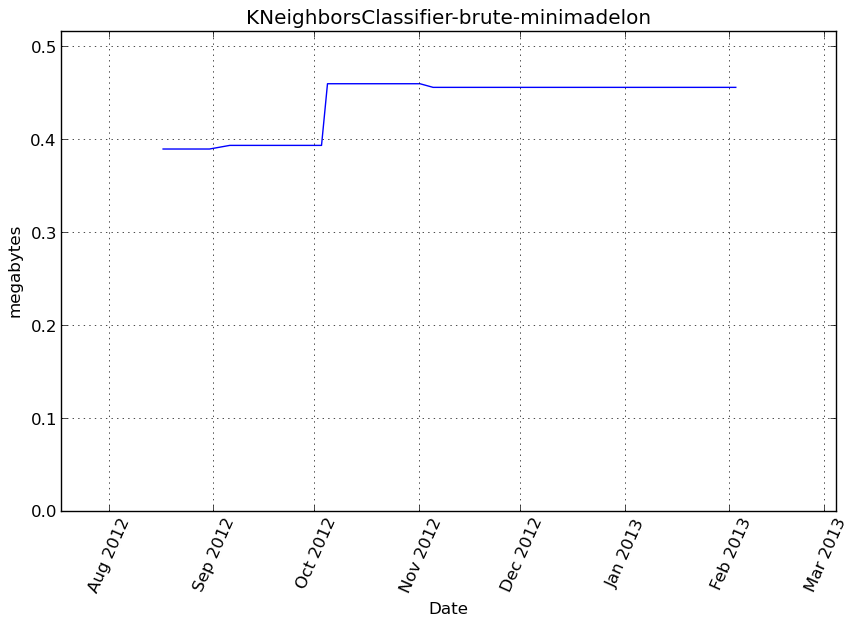 KNeighborsClassifier-brute-minimadelon
0.5
0.4
0.3
0.2
0.1
0.0
megabytes
Aug 2012
Sep 2012
Oct 2012
Nov 2012
Dec 2012
Jan 2013
Feb 2013
Mar 2013
Date